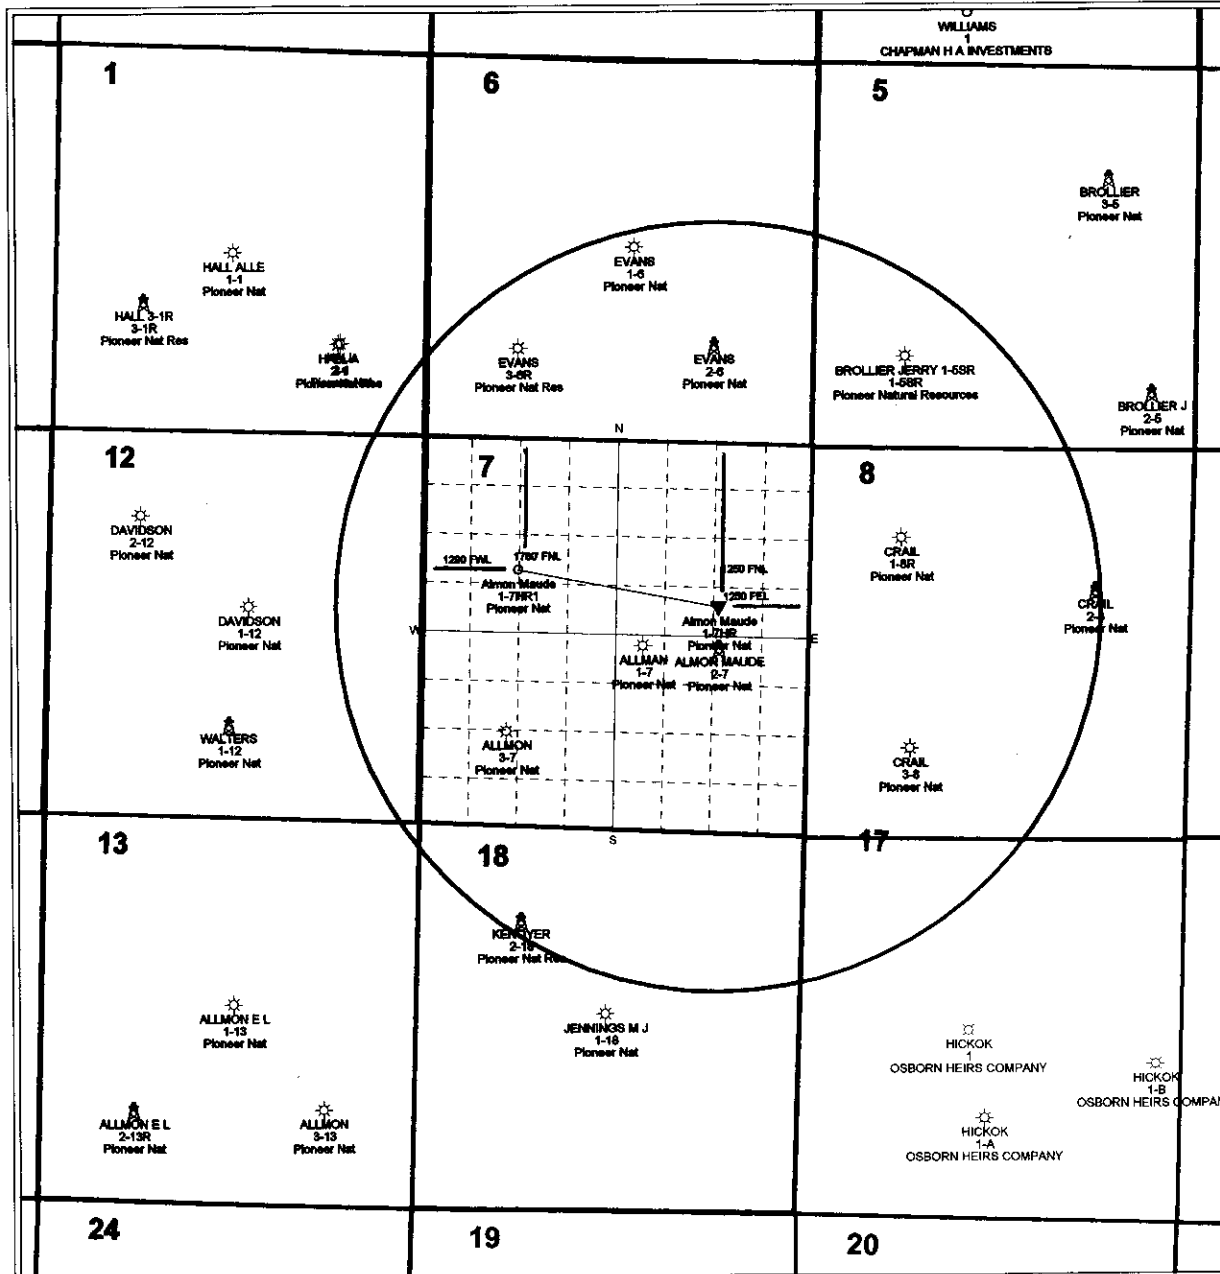 WILLIAMS
1
CHAPMAN H A INVESTMENTS
1
6
5
BROLLIER
3-5
Pioneer Nat
HALL ALLE
1-1
Pioneer Nat
EVANS
1-6
Pioneer Nat
HALL 3-1R
3-1R
Pioneer Nat Res
EVANS
3-6R
Pioneer Nat Res
EVANS
2-6
Pioneer Nat
BROLLIER JERRY 1-5SR
1-5SR
Pioneer Natural Resources
BROLLIER J
2-5
Pioneer Nat
N
12
7
8
DAVIDSON
2-12
Pioneer Nat
1290 FWL
1787 FNL
Almon Maude
1-7HR1
Pioneer Nat
1250 FNL
1250 FEL
CRAIL
1-8R
Pioneer Nat
DAVIDSON
1-12
Pioneer Nat
W
Almon Maude
1-7HR
Pioneer Nat
E
CRAIL
Pioneer Nat
ALLMAN
1-7
Pioneer Nat
ALMON MAUDE
2-7
Pioneer Nat
WALTERS
1-12
Pioneer Nat
ALLMON
3-7
Pioneer Nat
CRAIL
3-8
Pioneer Nat
13
18
S
17
KENOYER
2-18
Pioneer Nat Res
ALLMON E L
1-13
Pioneer Nat
JENNINGS M J
1-18
Pioneer Nat
HICKOK
1
OSBORN HEIRS COMPANY
HICKOK
1-B
OSBORN HEIRS COMPAN
ALLMON E L
2-13R
Pioneer Nat
ALLMON
3-13
Pioneer Nat
HICKOK
1-A
OSBORN HEIRS COMPANY
24
19
20